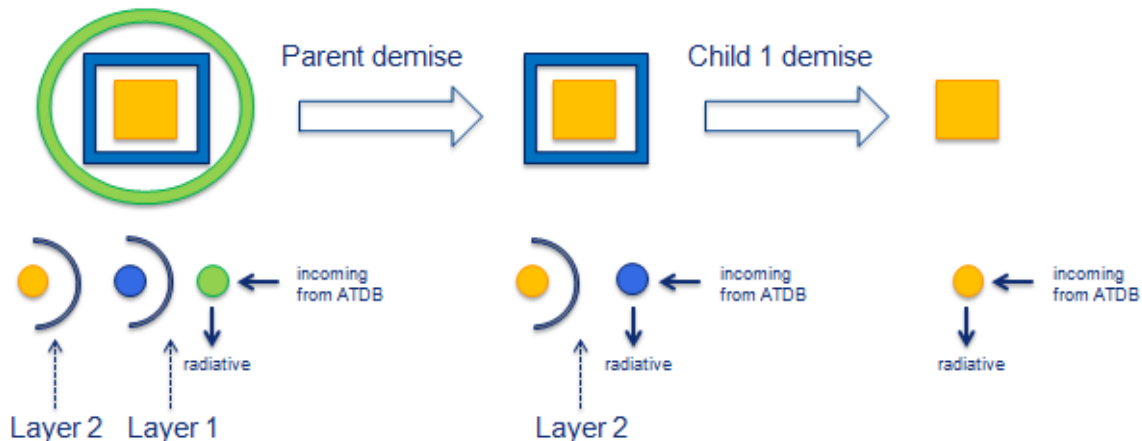 Parent demise
Child 1 demise
incoming
from ATDB
radiative
Layer 2
Layer 1
incoming
from ATDB
radiative
Layer 2
incoming
from ATDB
radiative